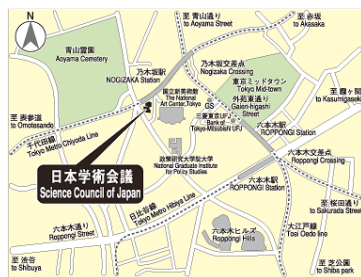 至 青山通り
to Aoyama Street
至 赤坂
to Akasaka
N
青山霊園
Aoyama Cemetery
乃木坂駅
NOGIZAKA Station
乃木坂交差点
Nogizaka Crossing
東京ミッドタウン
Tokyo Mid-town
国立新美術館
The National
Art Center,Tokyo
外苑東通り
Gaien-higashi
Street
至 霞ヶ関
to Kasumigaseki
GS
三菱東京UFJ
Bank of
Tokyo-Mitsubishi UFJ
至 表参道
to Omotesando
千代田線
Tokyo Metro Chiyoda Line
六本木駅
ROPPONGI Station
日本学術会議
Science Council of Japan
政策研究大学院大学
National Graduate Institute
for Policy Studies
六本木交差点
Roppongi Crossing
六本木駅
ROPPONGI Station
日比谷線
Tokyo Metro Hibiya Line
至 桜田通り
to Sakurada Street
六本木通り
Roppongi Street
六本木ヒルズ
Roppongi Hills
大江戸線
Toei Oedo line
至 渋谷
to Shibuya
至 芝公園
to Shiba park